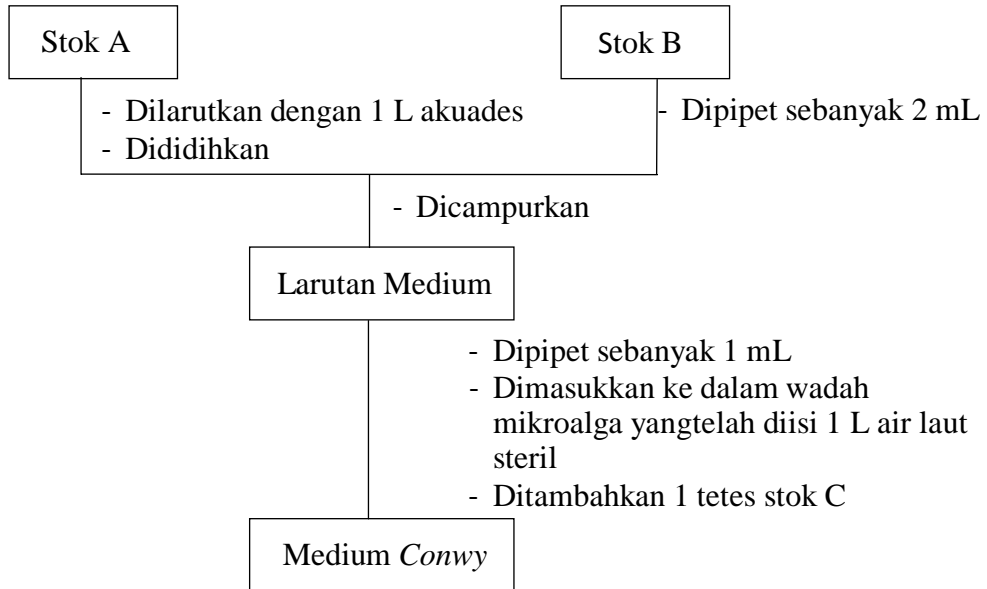 Stok A
Stok B
- Dilarutkan dengan 1 L akuades
- Dididihkan
- Dipipet sebanyak 2 mL
- Dicampurkan
Larutan Medium
- Dipipet sebanyak 1 mL
- Dimasukkan ke dalam wadah
mikroalga yangtelah diisi 1 L air laut
steril
- Ditambahkan 1 tetes stok C
Medium Conwy